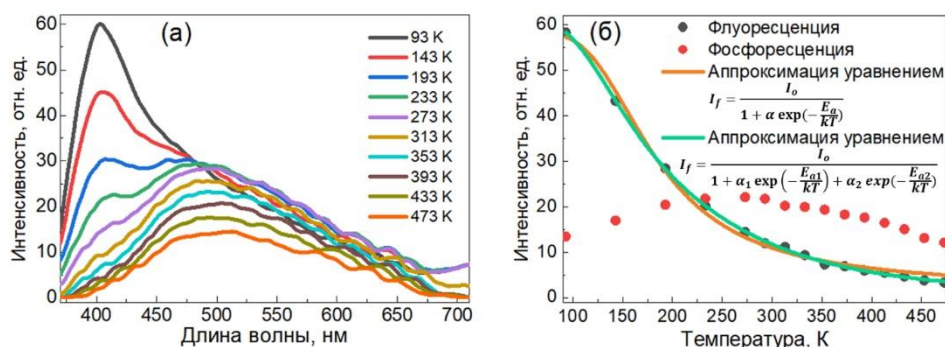 (а)
Интенсивность, отн. ед.
60
50
40
30
20
10
0
93 K
143 K
193 K
233 K
273 K
313 K
353 K
393 K
433 K
473 K
400 450 500 550 600 650 700
Длина волны, нм
(б)
Интенсивность, отн. ед.
60
50
40
30
20
10
0
Флуоресценция
Фосфоресценция
Аппроксимация уравнением
I_f = I_o / (1 + α exp(−E_a/kT))
Аппроксимация уравнением
I_f = I_o / (1 + α_1 exp(−E_a1/kT) + α_2 exp(−E_a2/kT))
100 150 200 250 300 350 400 450
Температура, К